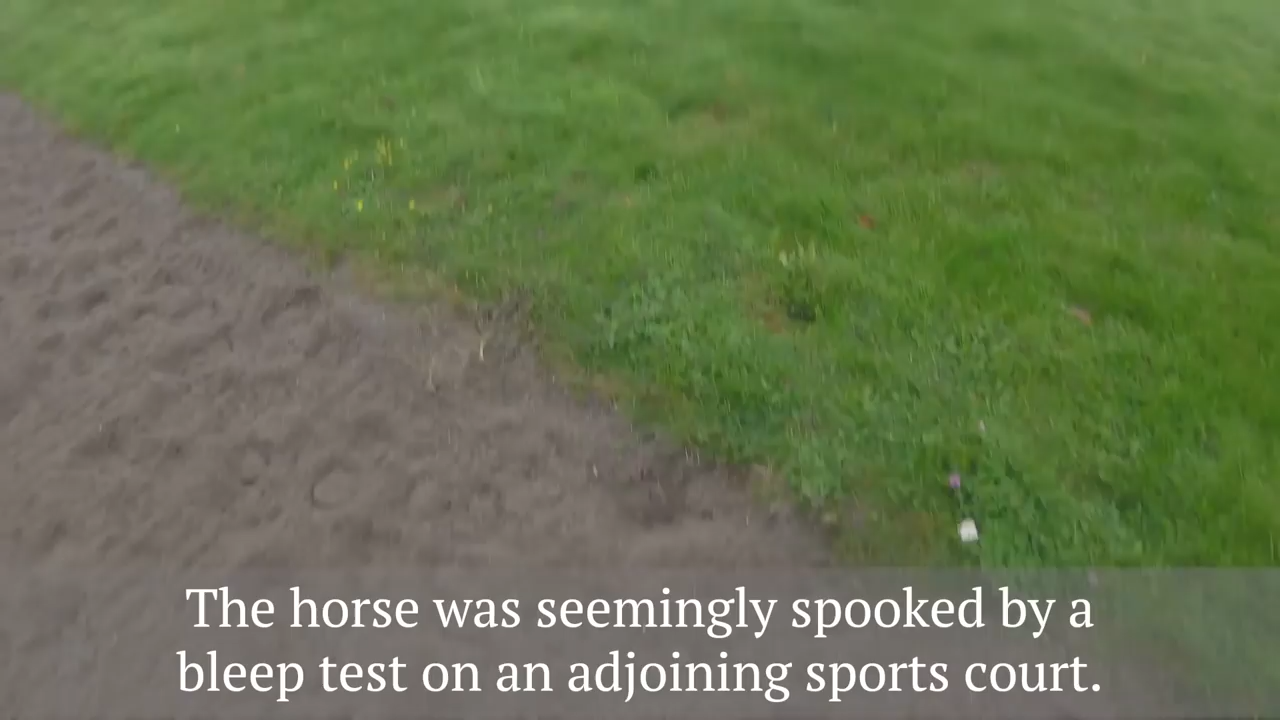 The horse was seemingly spooked by a
bleep test on an adjoining sports court.